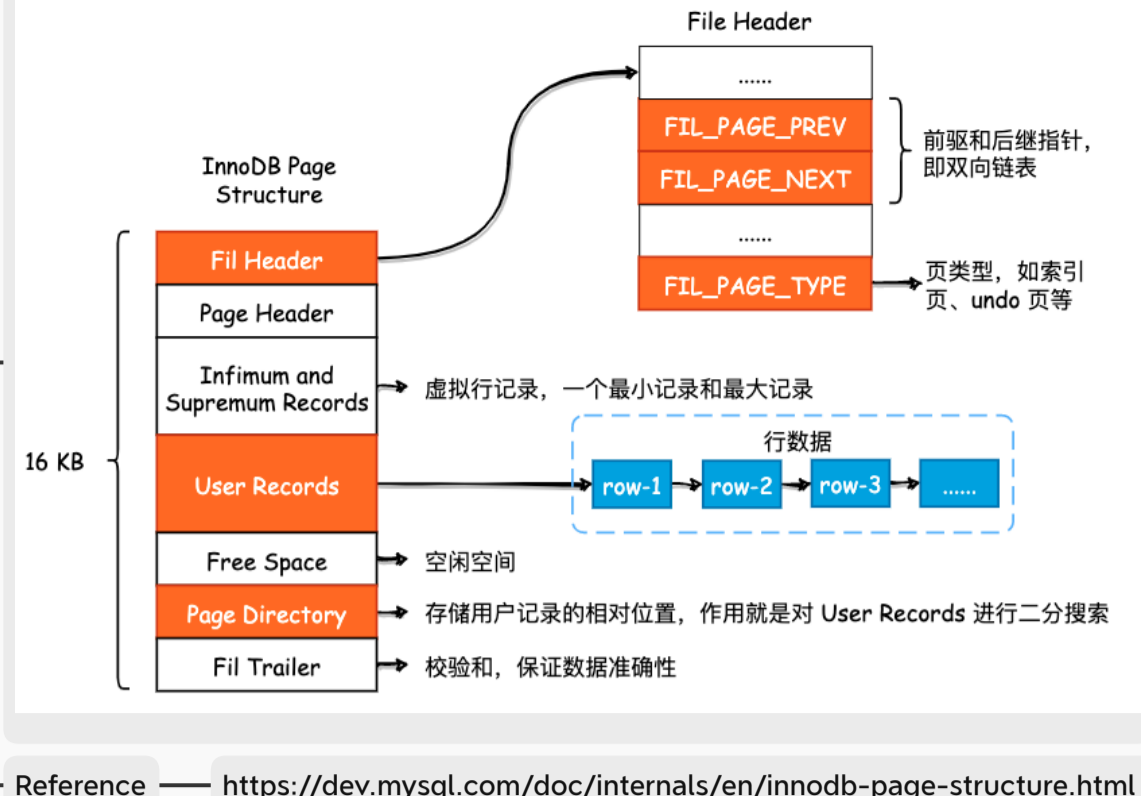 File Header
......
FIL_PAGE_PREV
FIL_PAGE_NEXT
前驱和后继指针，
即双向链表
......
FIL_PAGE_TYPE
页类型，如索引
页、undo 页等
InnoDB Page
Structure
16 KB
Fil Header
Page Header
Infimum and
Supremum Records
虚拟行记录，一个最小记录和最大记录
User Records
行数据
row-1
row-2
row-3
......
Free Space
空闲空间
Page Directory
存储用户记录的相对位置，作用就是对 User Records 进行二分搜索
Fil Trailer
校验和，保证数据准确性
Reference
https://dev.mysql.com/doc/internals/en/innodb-page-structure.html